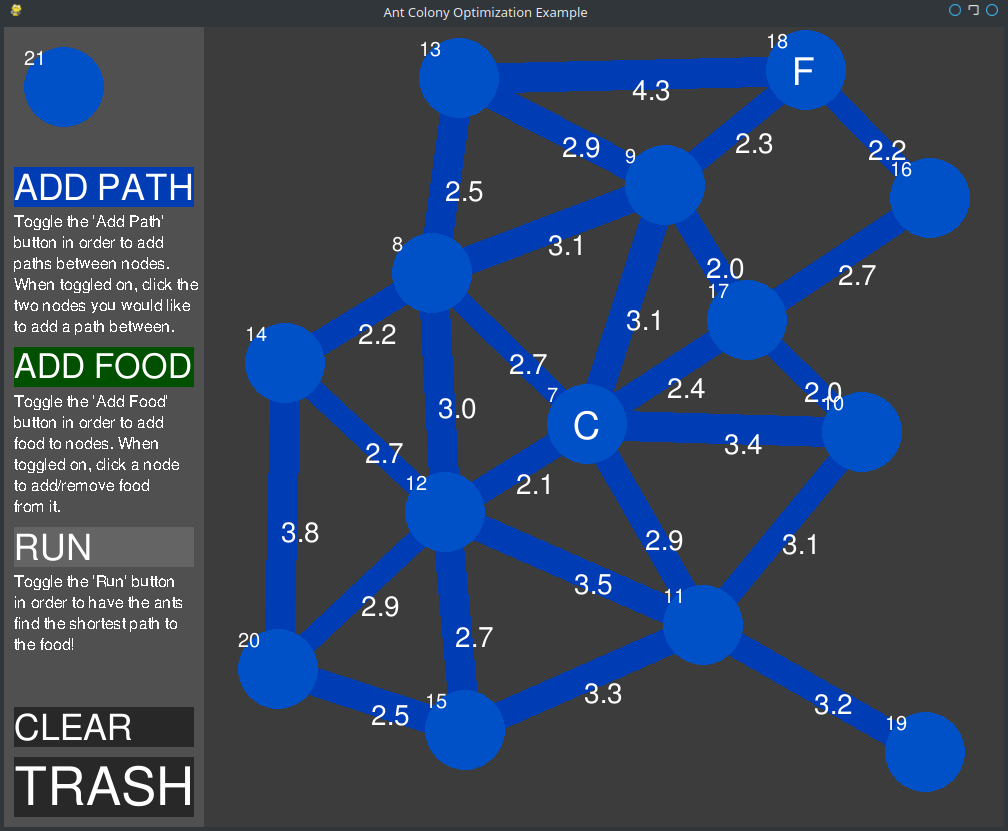 Ant Colony Optimization Example
21
ADD PATH
Toggle the 'Add Path'
button in order to add
paths between nodes.
When toggled on, click the
two nodes you would like
to add a path between.
ADD FOOD
Toggle the 'Add Food'
button in order to add
food to nodes. When
toggled on, click a node
to add/remove food
from it.
RUN
Toggle the 'Run' button
in order to have the ants
find the shortest path to
the food!
CLEAR
TRASH
13
18
F
4.3
2.9
9
2.3
2.2
16
2.5
8
3.1
2.0
17
2.7
14
2.2
3.1
2.7
7
C
2.4
2.0
10
3.0
3.4
2.7
12
2.1
3.8
2.9
3.1
3.5
11
2.9
20
2.7
3.3
15
2.5
3.2
19